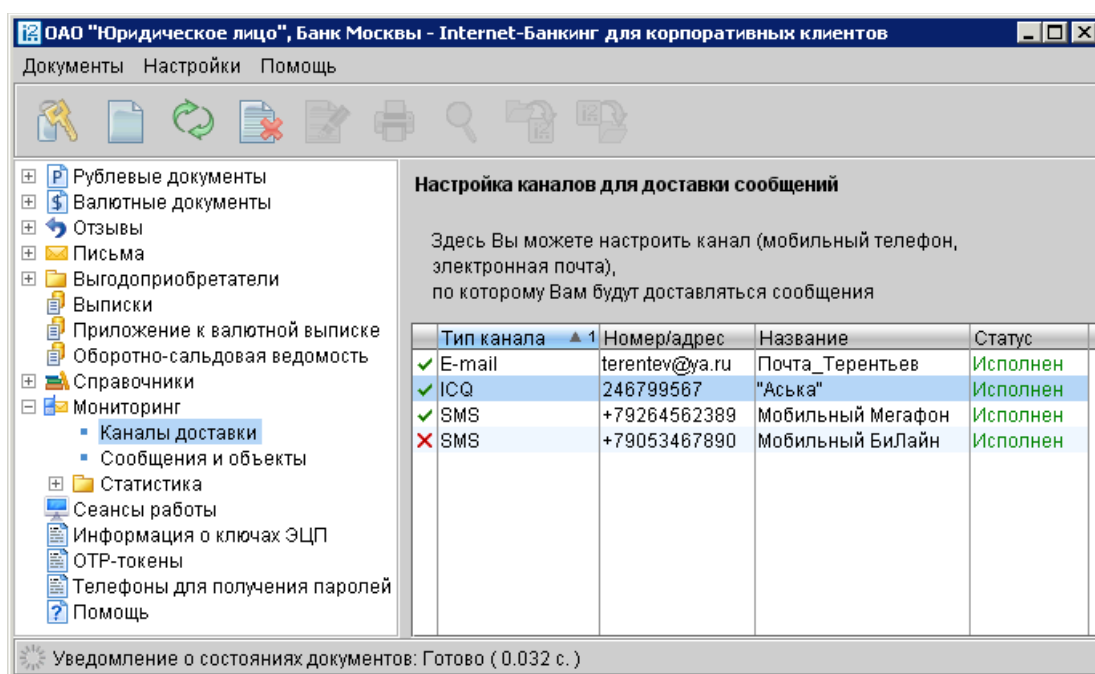 ОАО "Юридическое лицо", Банк Москвы - Internet-Банкинг для корпоративных клиентов
Документы Настройки Помощь
Рублевые документы
Валютные документы
Отзывы
Письма
Выгодоприобретатели
Выписки
Приложение к валютной выписке
Оборотно-сальдовая ведомость
Справочники
Мониторинг
Каналы доставки
Сообщения и объекты
Статистика
Сеансы работы
Информация о ключах ЭЦП
OTP-токены
Телефоны для получения паролей
Помощь
Настройка каналов для доставки сообщений
Здесь Вы можете настроить канал (мобильный телефон,
электронная почта),
по которому Вам будут доставляться сообщения
Тип канала 1 Номер/адрес Название Статус
E-mail terentev@ya.ru Почта_Терентьев Исполнен
ICQ 246799567 "Аська" Исполнен
SMS +79264562389 Мобильный Мегафон Исполнен
SMS +79053467890 Мобильный БиЛайн Исполнен
Уведомление о состояниях документов: Готово ( 0.032 с. )